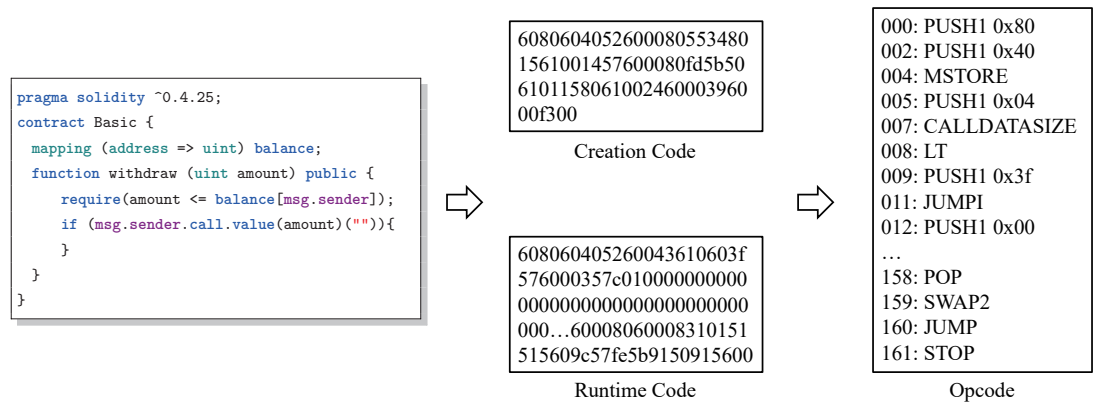 pragma solidity ^0.4.25;
contract Basic {
mapping (address => uint) balance;
function withdraw (uint amount) public {
require(amount <= balance[msg.sender]);
if (msg.sender.call.value(amount)("")){
}
}
}
6080604052600080553480
1561001457600080fd5b50
6101158061002460003960
00f300
Creation Code
608060405260043610603f
576000357c010000000000
0000000000000000000000
000…60008060008310151
515609c57fe5b9150915600
Runtime Code
000: PUSH1 0x80
002: PUSH1 0x40
004: MSTORE
005: PUSH1 0x04
007: CALLDATASIZE
008: LT
009: PUSH1 0x3f
011: JUMPI
012: PUSH1 0x00
…
158: POP
159: SWAP2
160: JUMP
161: STOP
Opcode